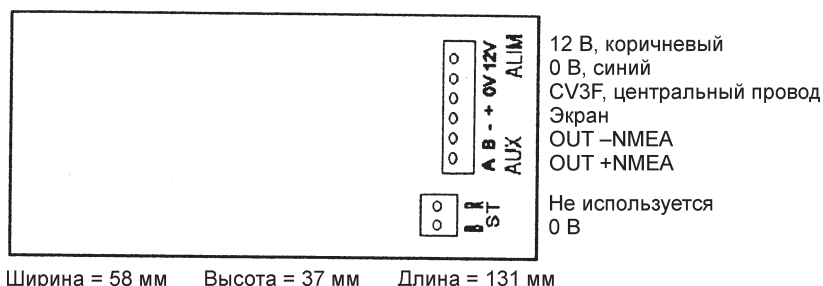 12 В, коричневый
0 В, синий
CV3F, центральный провод
Экран
OUT –NMEA
OUT +NMEA
A B - + 0V 12V
AUX ALIM
Не используется
0 В
B R
ST
Ширина = 58 мм Высота = 37 мм Длина = 131 мм